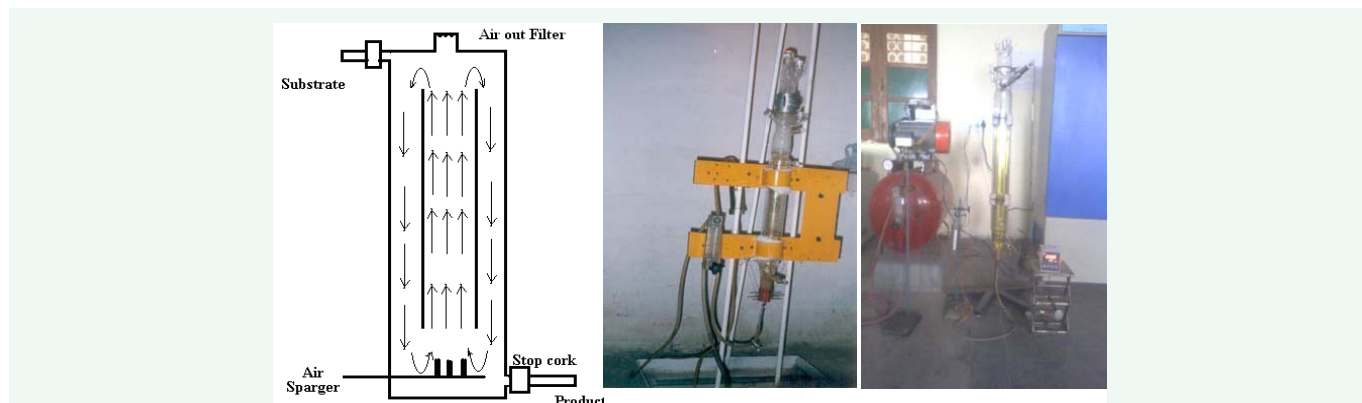 Air out Filter
Substrate
Stop cork
Air
Sparger
Product